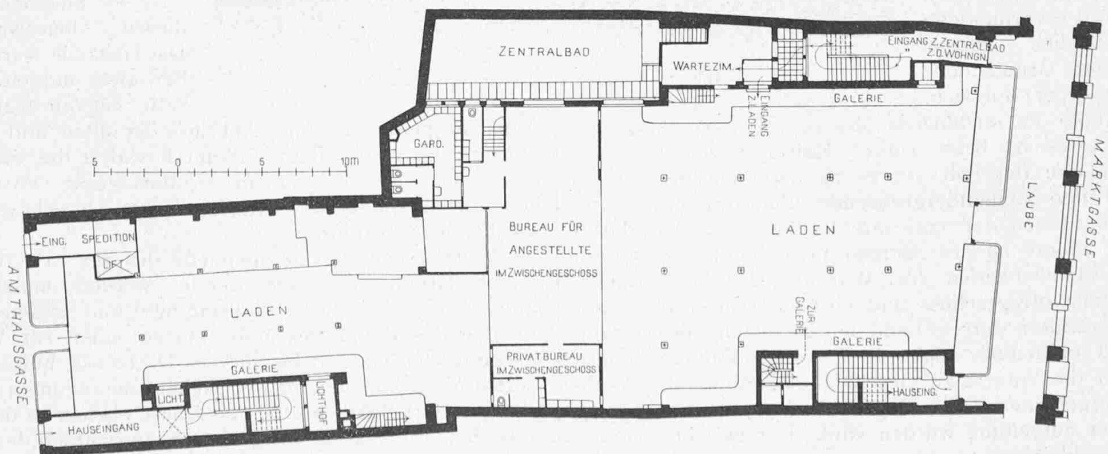 ZENTRALBAD
WARTEZIM.
EINGANG Z. ZENTRALBAD
" Z.D. WOHNGN.
EINGANG
Z. LADEN
GALERIE
GARD.
5 0 5 10m
MARKTGASSE
LAUBE
LADEN
BUREAU FÜR
ANGESTELLTE
IM ZWISCHENGESCHOSS
EING.
SPEDITION
LIFT
AMTHAUSGASSE
LADEN
ZUR
GALERIE
GALERIE
PRIVATBUREAU
IM ZWISCHENGESCHOSS
GALERIE
LICHT
LICHTHOF
HAUSEINGANG
HAUSEING.